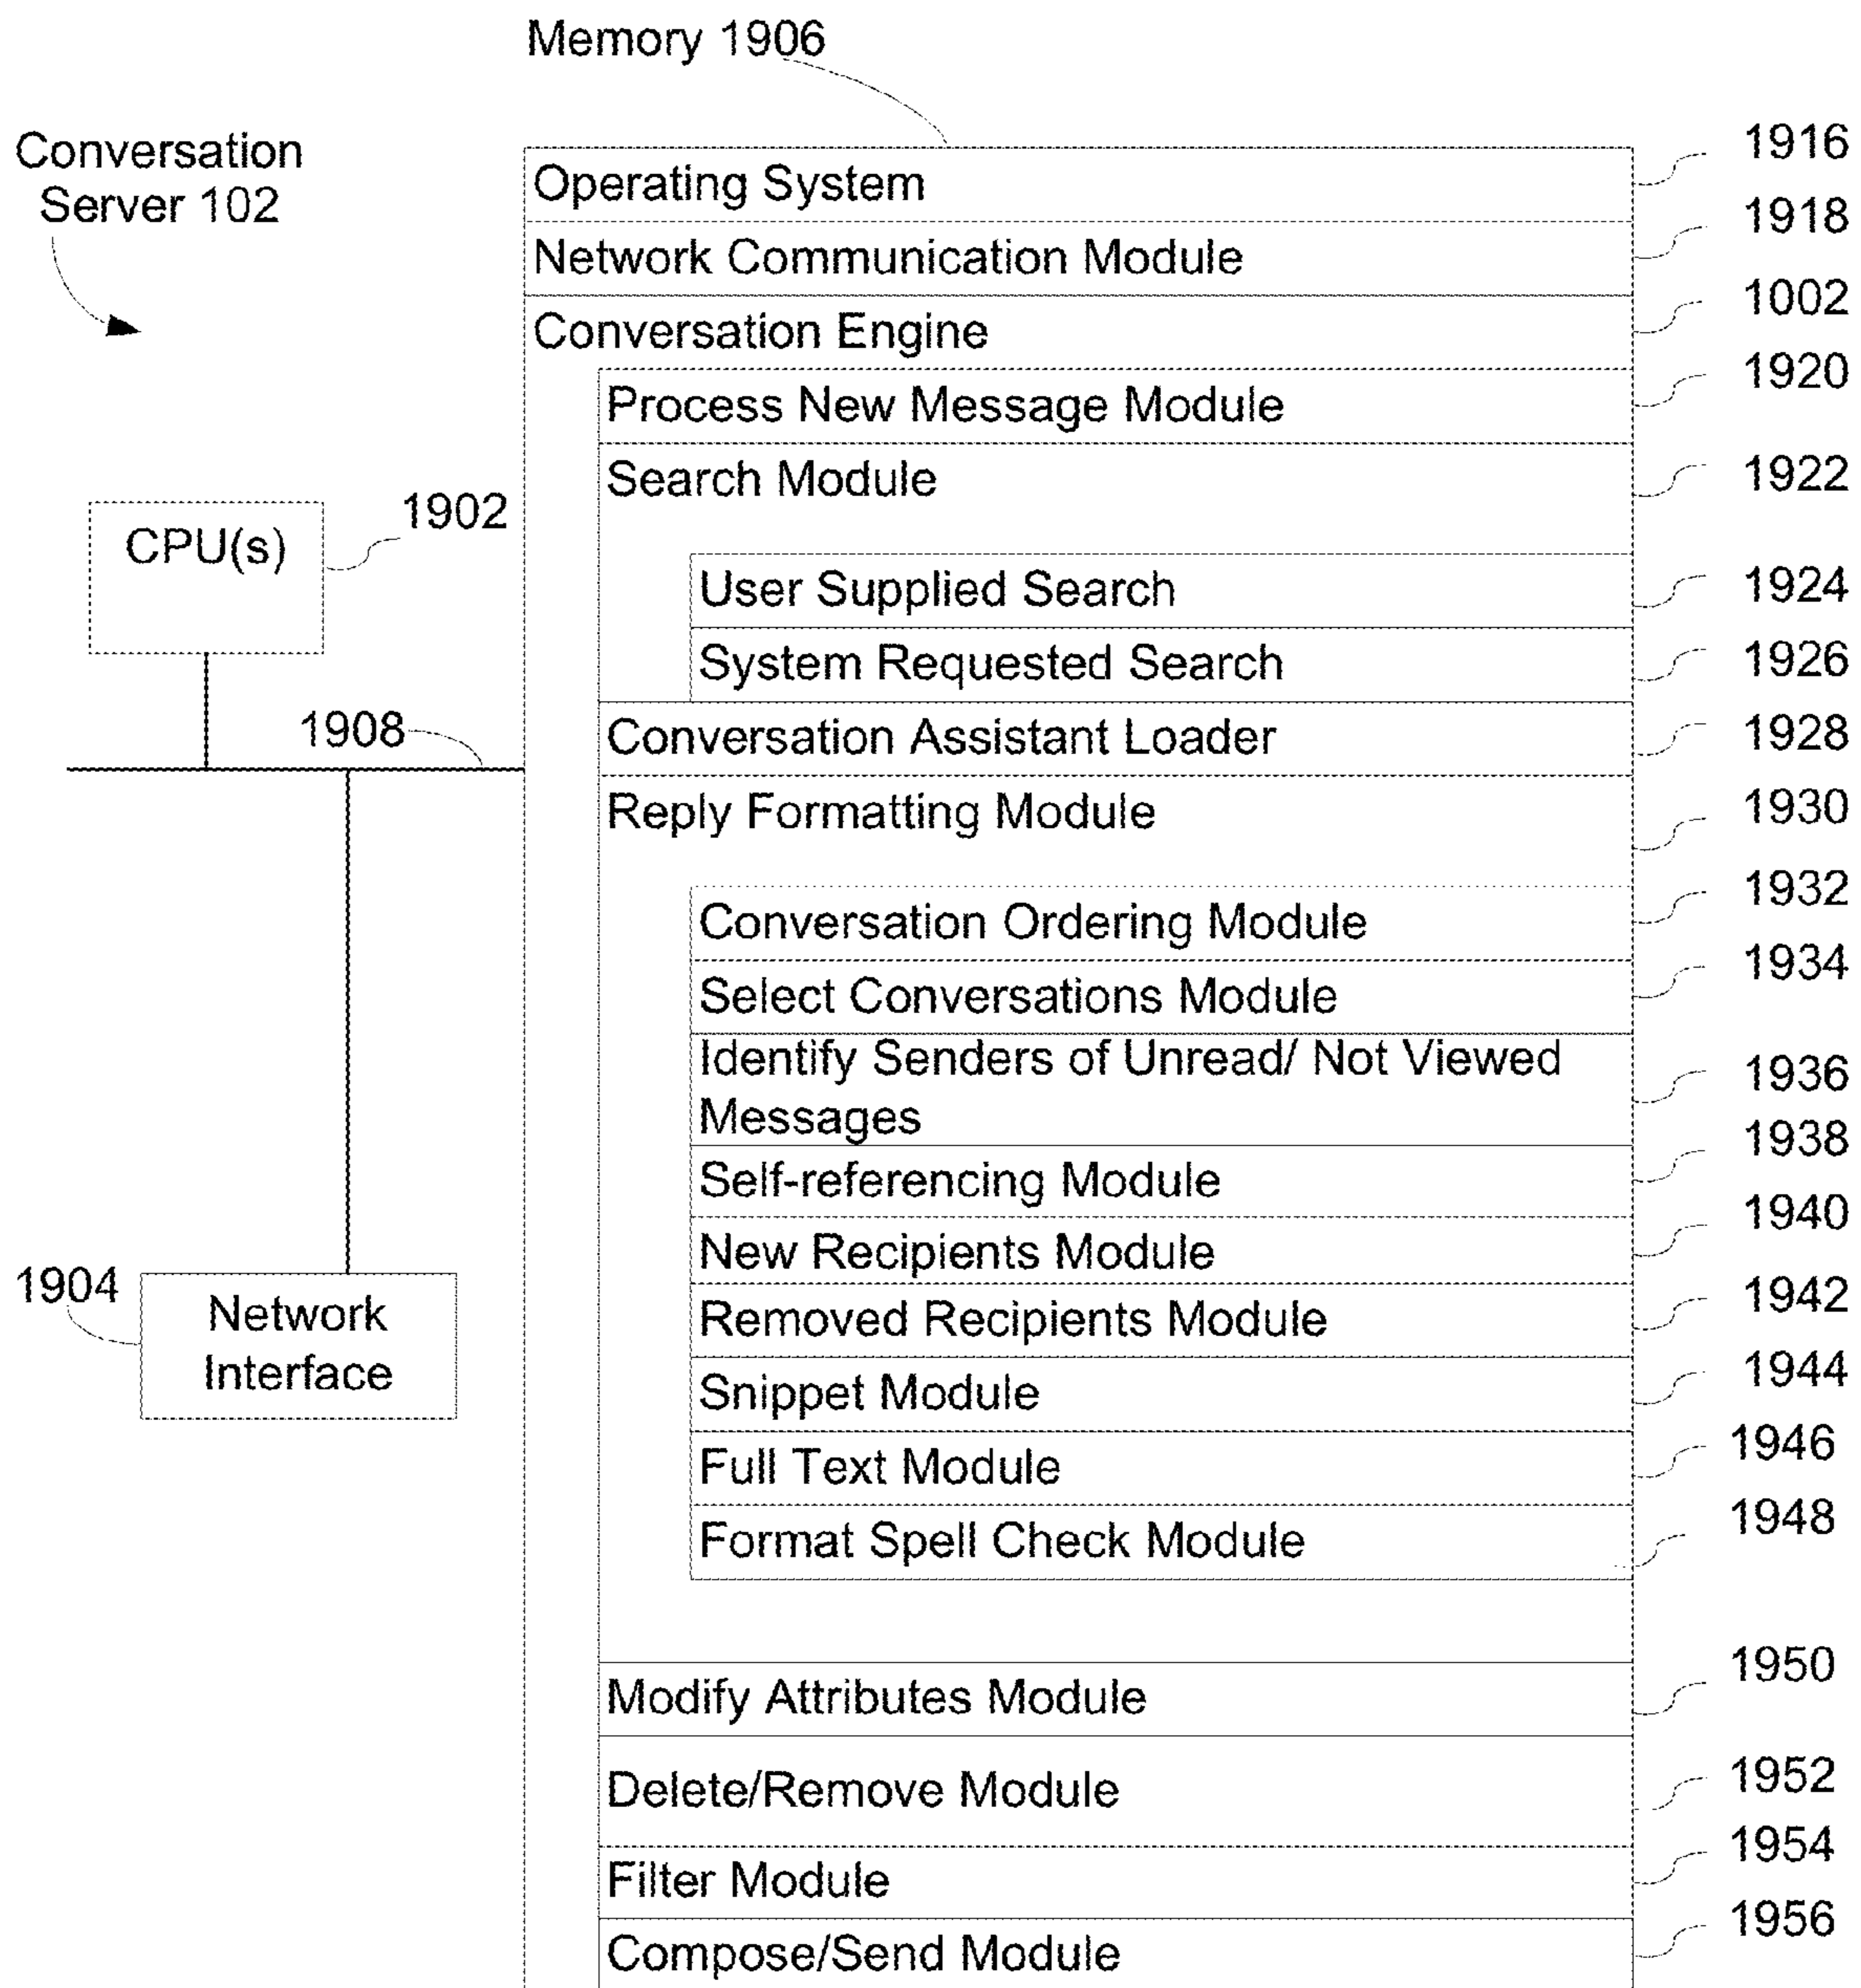 Memory 1906
Conversation
Server 102
Operating System 1916
Network Communication Module 1918
Conversation Engine 1002
Process New Message Module 1920
Search Module 1922
CPU(s) 1902
User Supplied Search 1924
System Requested Search 1926
1908
Conversation Assistant Loader 1928
Reply Formatting Module 1930
Conversation Ordering Module 1932
Select Conversations Module 1934
Identify Senders of Unread/ Not Viewed
Messages 1936
Self-referencing Module 1938
New Recipients Module 1940
1904
Network
Interface
Removed Recipients Module 1942
Snippet Module 1944
Full Text Module 1946
Format Spell Check Module 1948
Modify Attributes Module 1950
Delete/Remove Module 1952
Filter Module 1954
Compose/Send Module 1956